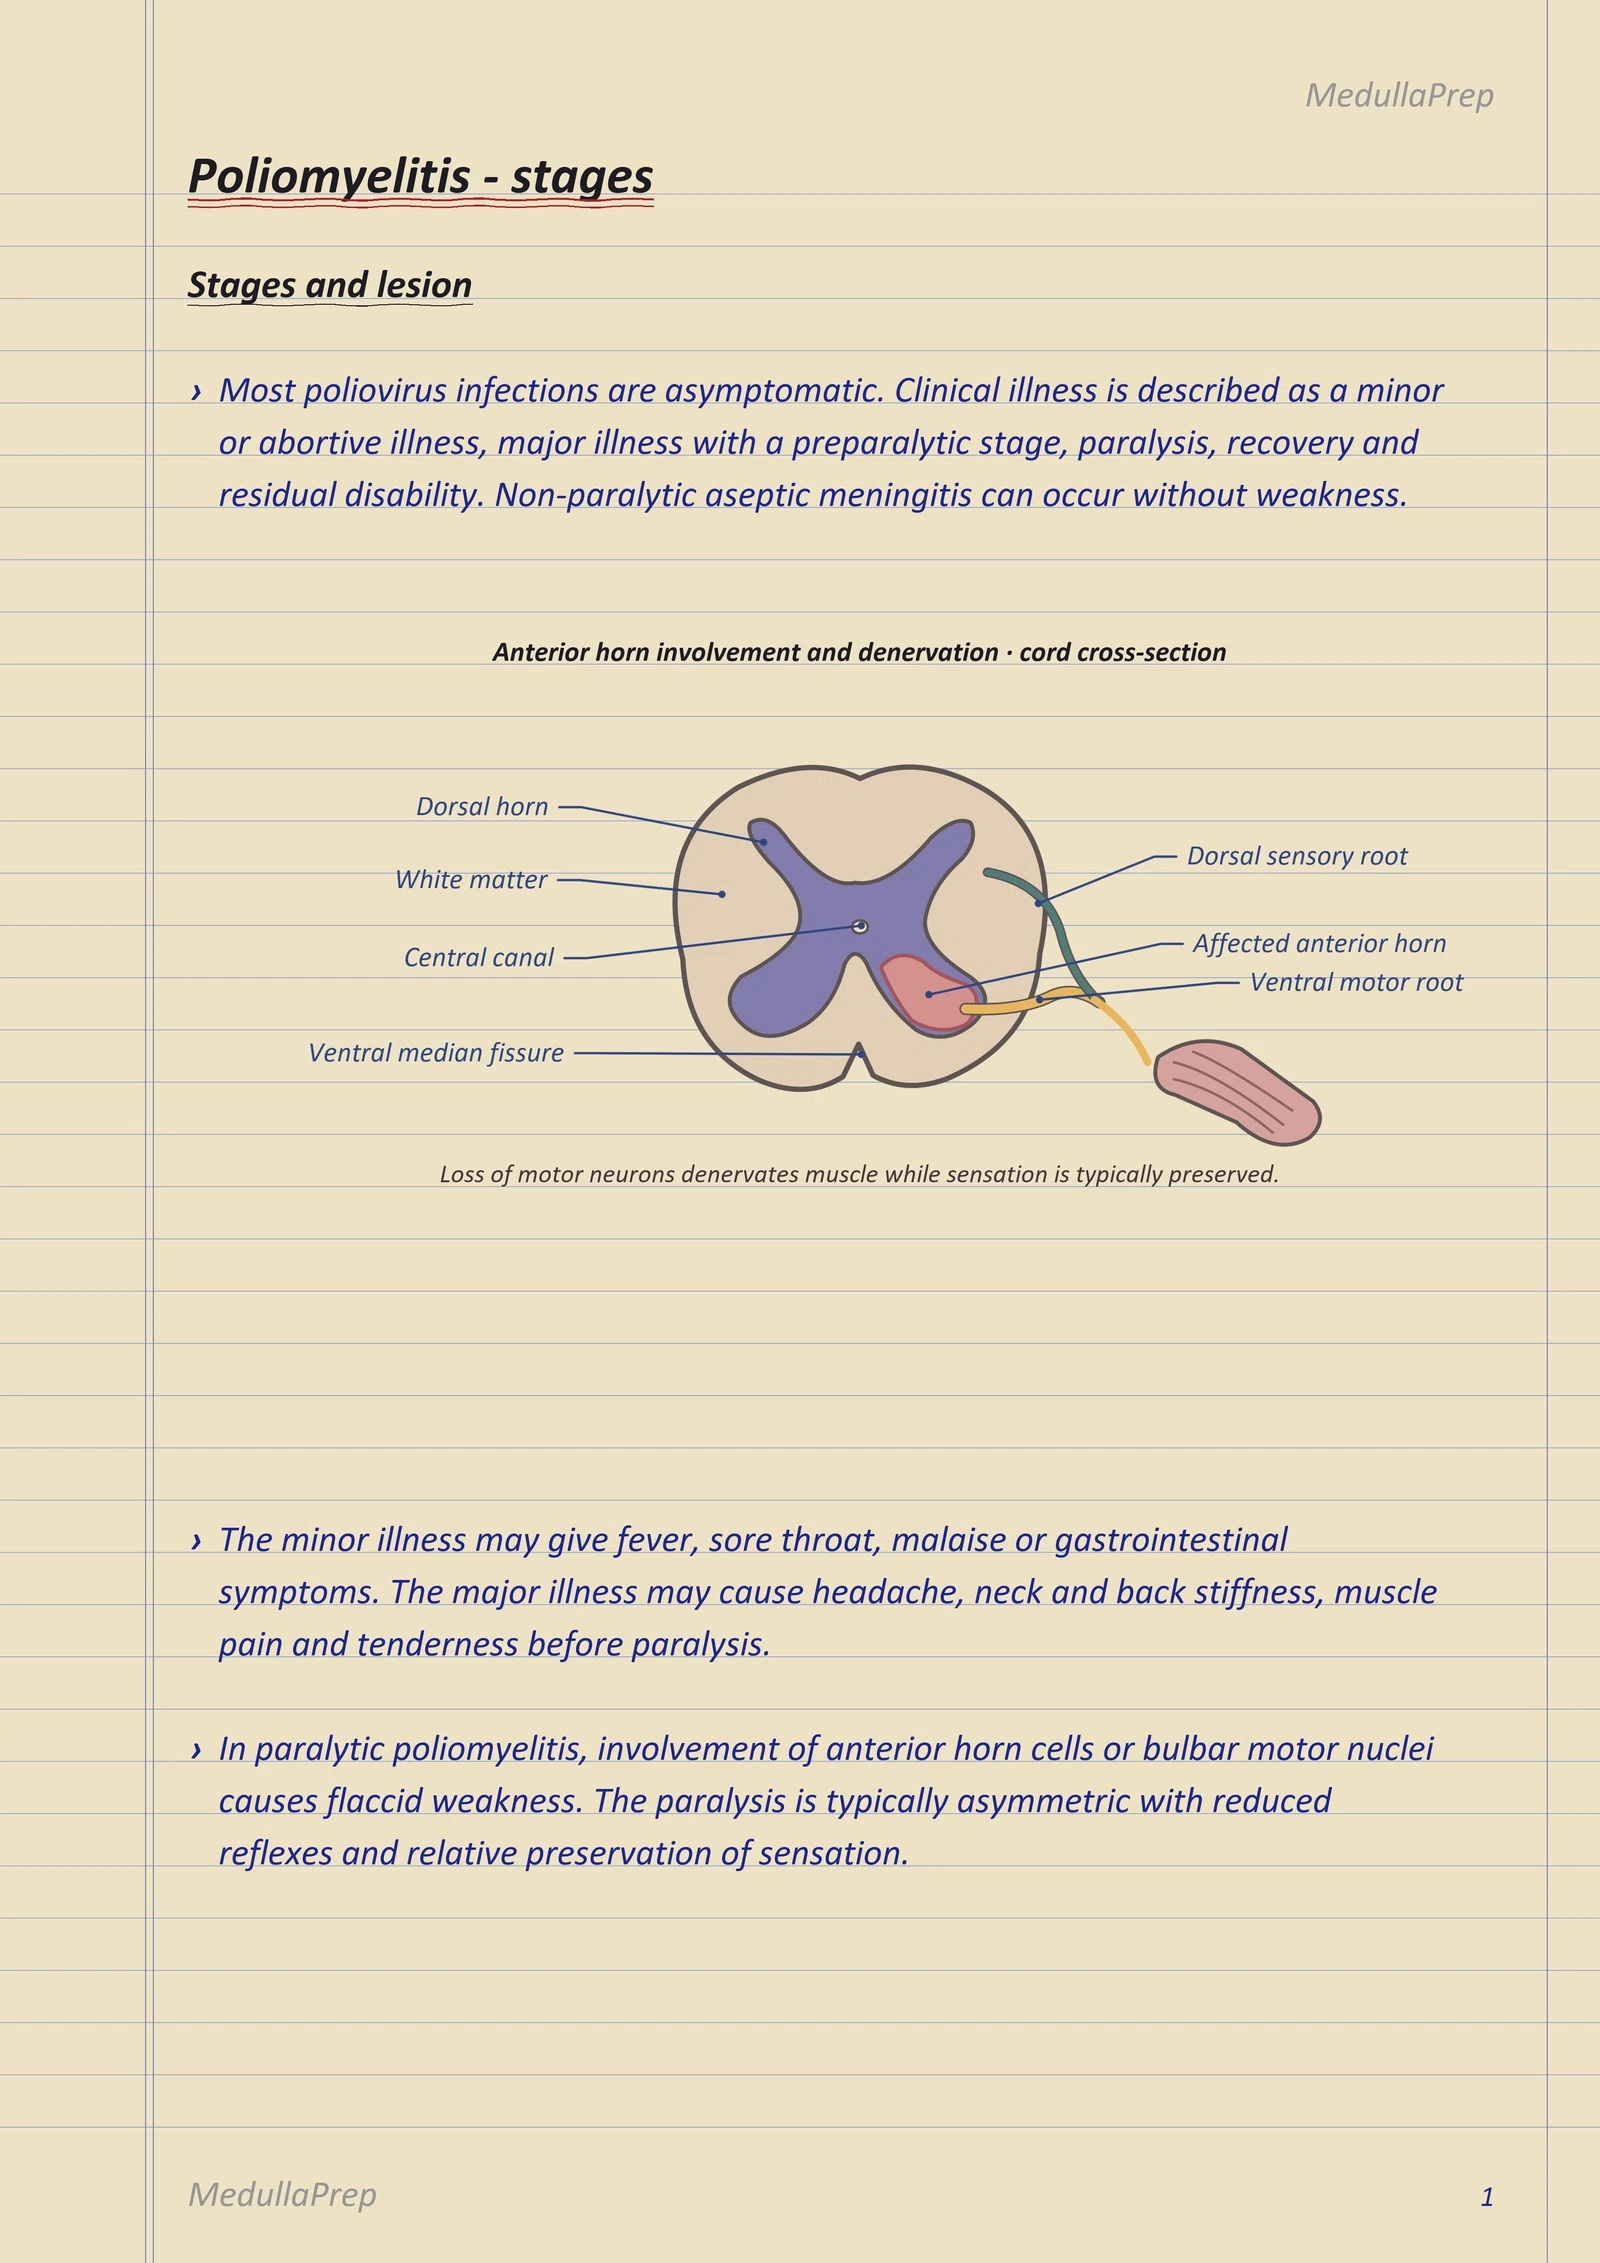 MedullaPrep
Poliomyelitis - stages
Stages and lesion
› Most poliovirus infections are asymptomatic. Clinical illness is described as a minor
or abortive illness, major illness with a preparalytic stage, paralysis, recovery and
residual disability. Non-paralytic aseptic meningitis can occur without weakness.
Anterior horn involvement and denervation · cord cross-section
Dorsal horn
White matter
Central canal
Ventral median fissure
Dorsal sensory root
Affected anterior horn
Ventral motor root
Loss of motor neurons denervates muscle while sensation is typically preserved.
› The minor illness may give fever, sore throat, malaise or gastrointestinal
symptoms. The major illness may cause headache, neck and back stiffness, muscle
pain and tenderness before paralysis.
› In paralytic poliomyelitis, involvement of anterior horn cells or bulbar motor nuclei
causes flaccid weakness. The paralysis is typically asymmetric with reduced
reflexes and relative preservation of sensation.
MedullaPrep
1